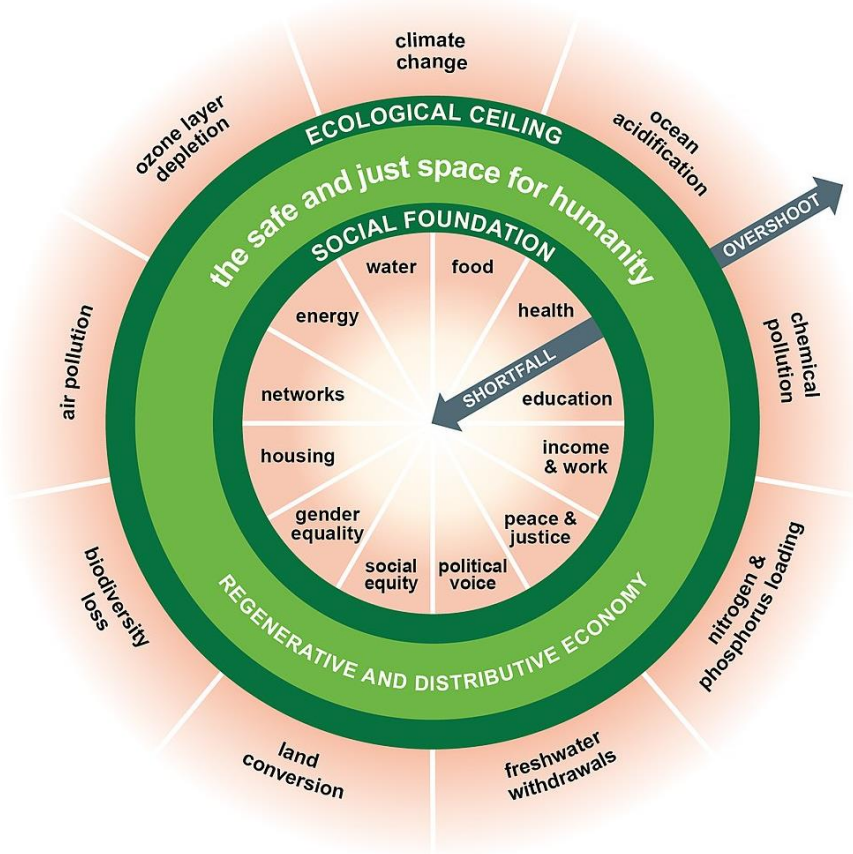 climate
change
ozone layer
depletion
ocean
acidification
ECOLOGICAL CEILING
the safe and just space for humanity
SOCIAL FOUNDATION
OVERSHOOT
water
food
energy
health
SHORTFALL
networks
education
housing
income
& work
gender
equality
peace &
justice
social
equity
political
voice
REGENERATIVE AND DISTRIBUTIVE ECONOMY
air pollution
chemical
pollution
biodiversity
loss
nitrogen &
phosphorus loading
land
conversion
freshwater
withdrawals